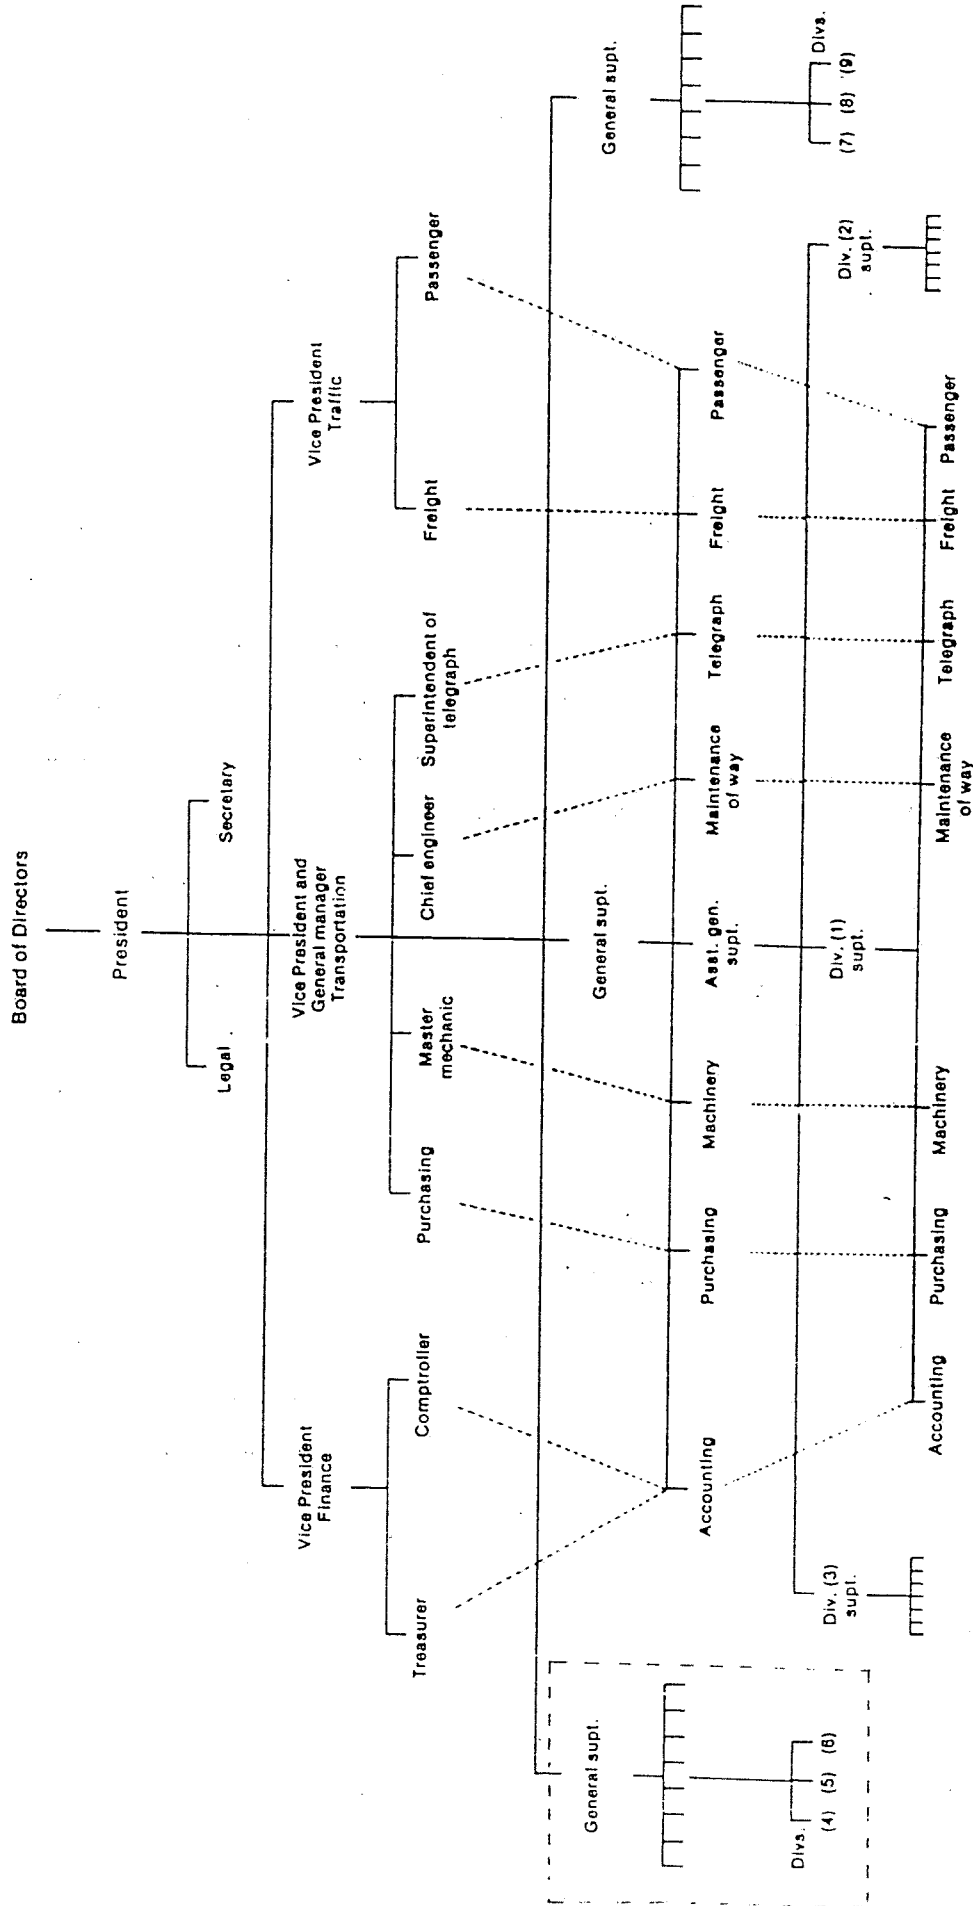 Board of Directors
President
Legal
Secretary
Vice President
Finance
Vice President and
General manager
Transportation
Vice President
Traffic
Treasurer
Comptroller
Purchasing
Master
mechanic
Chief engineer
Superintendent of
telegraph
Freight
Passenger
General supt.
General supt.
General supt.
Accounting
Purchasing
Machinery
Asst. gen.
supt.
Maintenance
of way
Telegraph
Freight
Passenger
Divs.
(4) (5) (6)
Div. (3)
supt.
Div. (1)
supt.
Div. (2)
supt.
(7) (8) (9)
Divs.
Accounting
Purchasing
Machinery
Maintenance
of way
Telegraph
Freight
Passenger